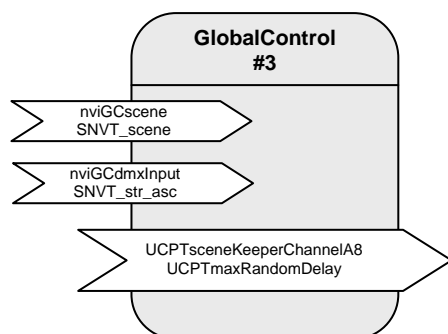 GlobalControl
#3
nviGCscene
SNVT_scene
nviGCdmxInput
SNVT_str_asc
UCPTsceneKeeperChannelA8
UCPTmaxRandomDelay